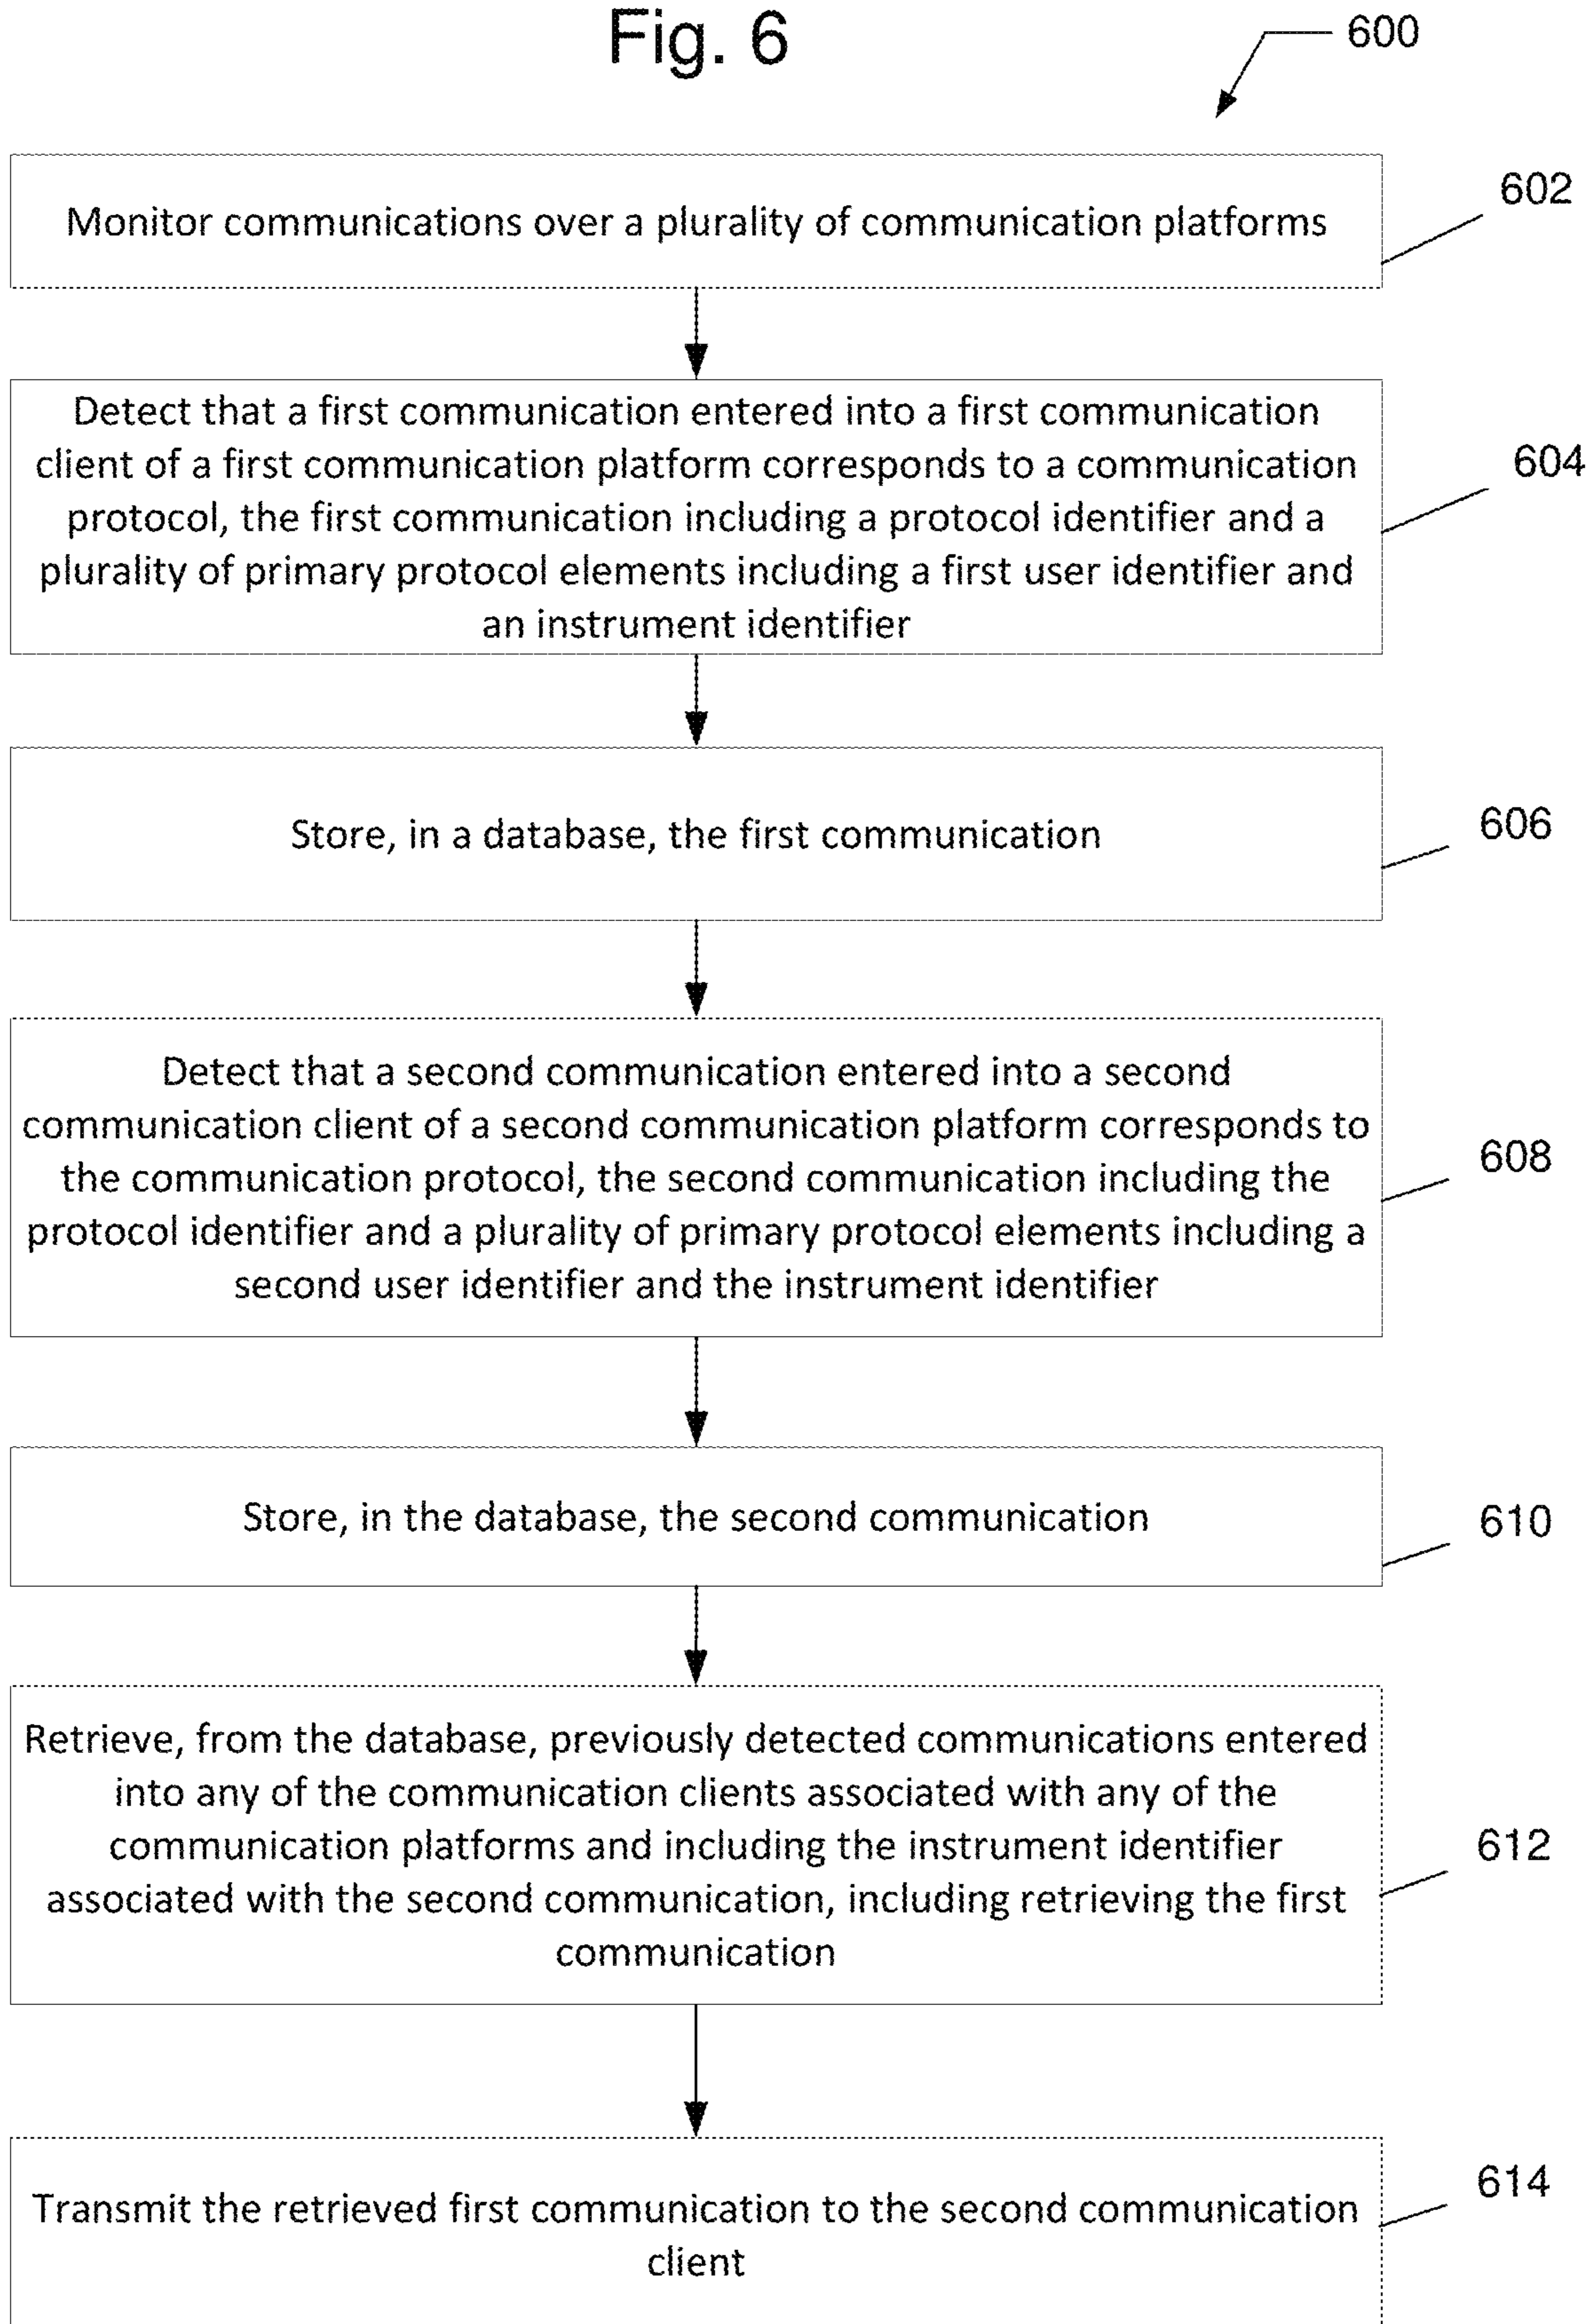 Fig. 6
600
Monitor communications over a plurality of communication platforms
602
Detect that a first communication entered into a first communication
client of a first communication platform corresponds to a communication
protocol, the first communication including a protocol identifier and a
plurality of primary protocol elements including a first user identifier and
an instrument identifier
604
Store, in a database, the first communication
606
Detect that a second communication entered into a second
communication client of a second communication platform corresponds to
the communication protocol, the second communication including the
protocol identifier and a plurality of primary protocol elements including a
second user identifier and the instrument identifier
608
Store, in the database, the second communication
610
Retrieve, from the database, previously detected communications entered
into any of the communication clients associated with any of the
communication platforms and including the instrument identifier
associated with the second communication, including retrieving the first
communication
612
Transmit the retrieved first communication to the second communication
client
614